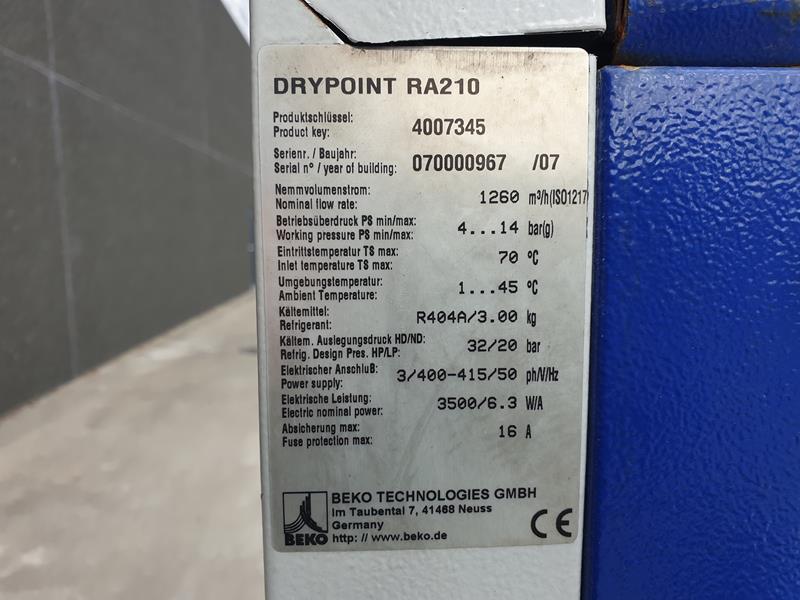 DRYPOINT RA210
Produktschlüssel:
Product key: 4007345
Seriennr. / Baujahr:
Serial n° / year of building: 070000967 /07
Nemmvolumenstrom:
Nominal flow rate: 1260 m³/h(ISO1217
Betriebsüberdruck PS min/max:
Working pressure PS min/max: 4...14 bar(g)
Eintrittstemperatur TS max:
Inlet temperature TS max: 70 °C
Umgebungstemperatur:
Ambient Temperature: 1...45 °C
Kältemittel:
Refrigerant: R404A/3.00 kg
Kältem. Auslegungsdruck HD/ND:
Refrig. Design Pres. HP/LP: 32/20 bar
Elektrischer Anschluß:
Power supply: 3/400-415/50 ph/V/Hz
Elektrische Leistung:
Electric nominal power: 3500/6.3 W/A
Absicherung max:
Fuse protection max: 16 A
BEKO TECHNOLOGIES GMBH
Im Taubental 7, 41468 Neuss
Germany
http: // www.beko.de
BEKO
CE